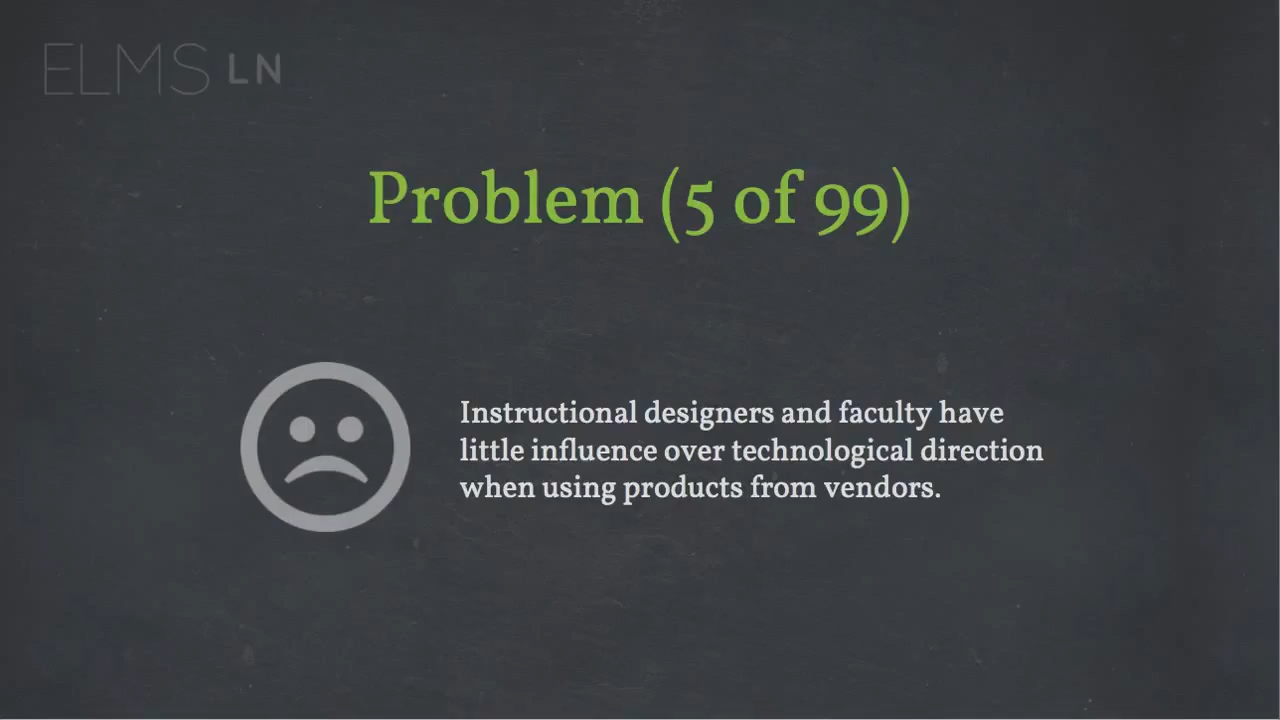 ELMS LN
Problem (5 of 99)
Instructional designers and faculty have
little influence over technological direction
when using products from vendors.